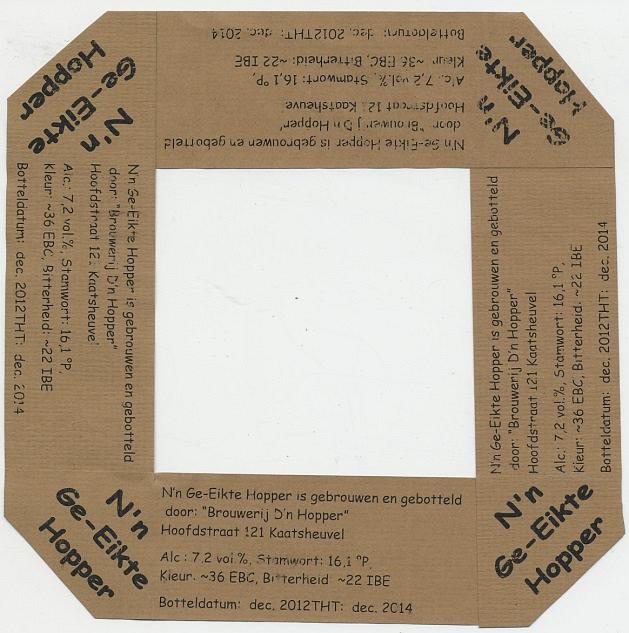 N'n
Ge-Eikte
Hopper
N'n Ge-Eikte Hopper is gebrouwen en gebotteld
door: "Brouwerij D'n Hopper"
Hoofdstraat 121 Kaatsheuvel
Alc.: 7,2 vol.%, Stamwort: 16,1 °P,
Kleur: ~36 EBC, Bitterheid: ~22 IBE
Botteldatum: dec. 2012THT: dec. 2014
N'n
Ge-Eikte
Hopper
N'n Ge-Eikte Hopper is gebrouwen en gebotteld
door: "Brouwerij D'n Hopper"
Hoofdstraat 121 Kaatsheuvel
Alc.: 7,2 vol.%, Stamwort: 16,1 °P,
Kleur: ~36 EBC, Bitterheid: ~22 IBE
Botteldatum: dec. 2012THT: dec. 2014
N'n
Ge-Eikte
Hopper
N'n Ge-Eikte Hopper is gebrouwen en gebotteld
door: "Brouwerij D'n Hopper"
Hoofdstraat 121 Kaatsheuvel
Alc.: 7,2 vol.%, Stamwort: 16,1 °P,
Kleur: ~36 EBC, Bitterheid: ~22 IBE
Botteldatum: dec. 2012THT: dec. 2014
N'n
Ge-Eikte
Hopper
N'n Ge-Eikte Hopper is gebrouwen en gebotteld
door: "Brouwerij D'n Hopper"
Hoofdstraat 121 Kaatsheuvel
Alc : 7,2 vol.%, Stamwort: 16,1 °P,
Kleur: ~36 EBC, Bitterheid ~22 IBE
Botteldatum: dec. 2012THT: dec. 2014